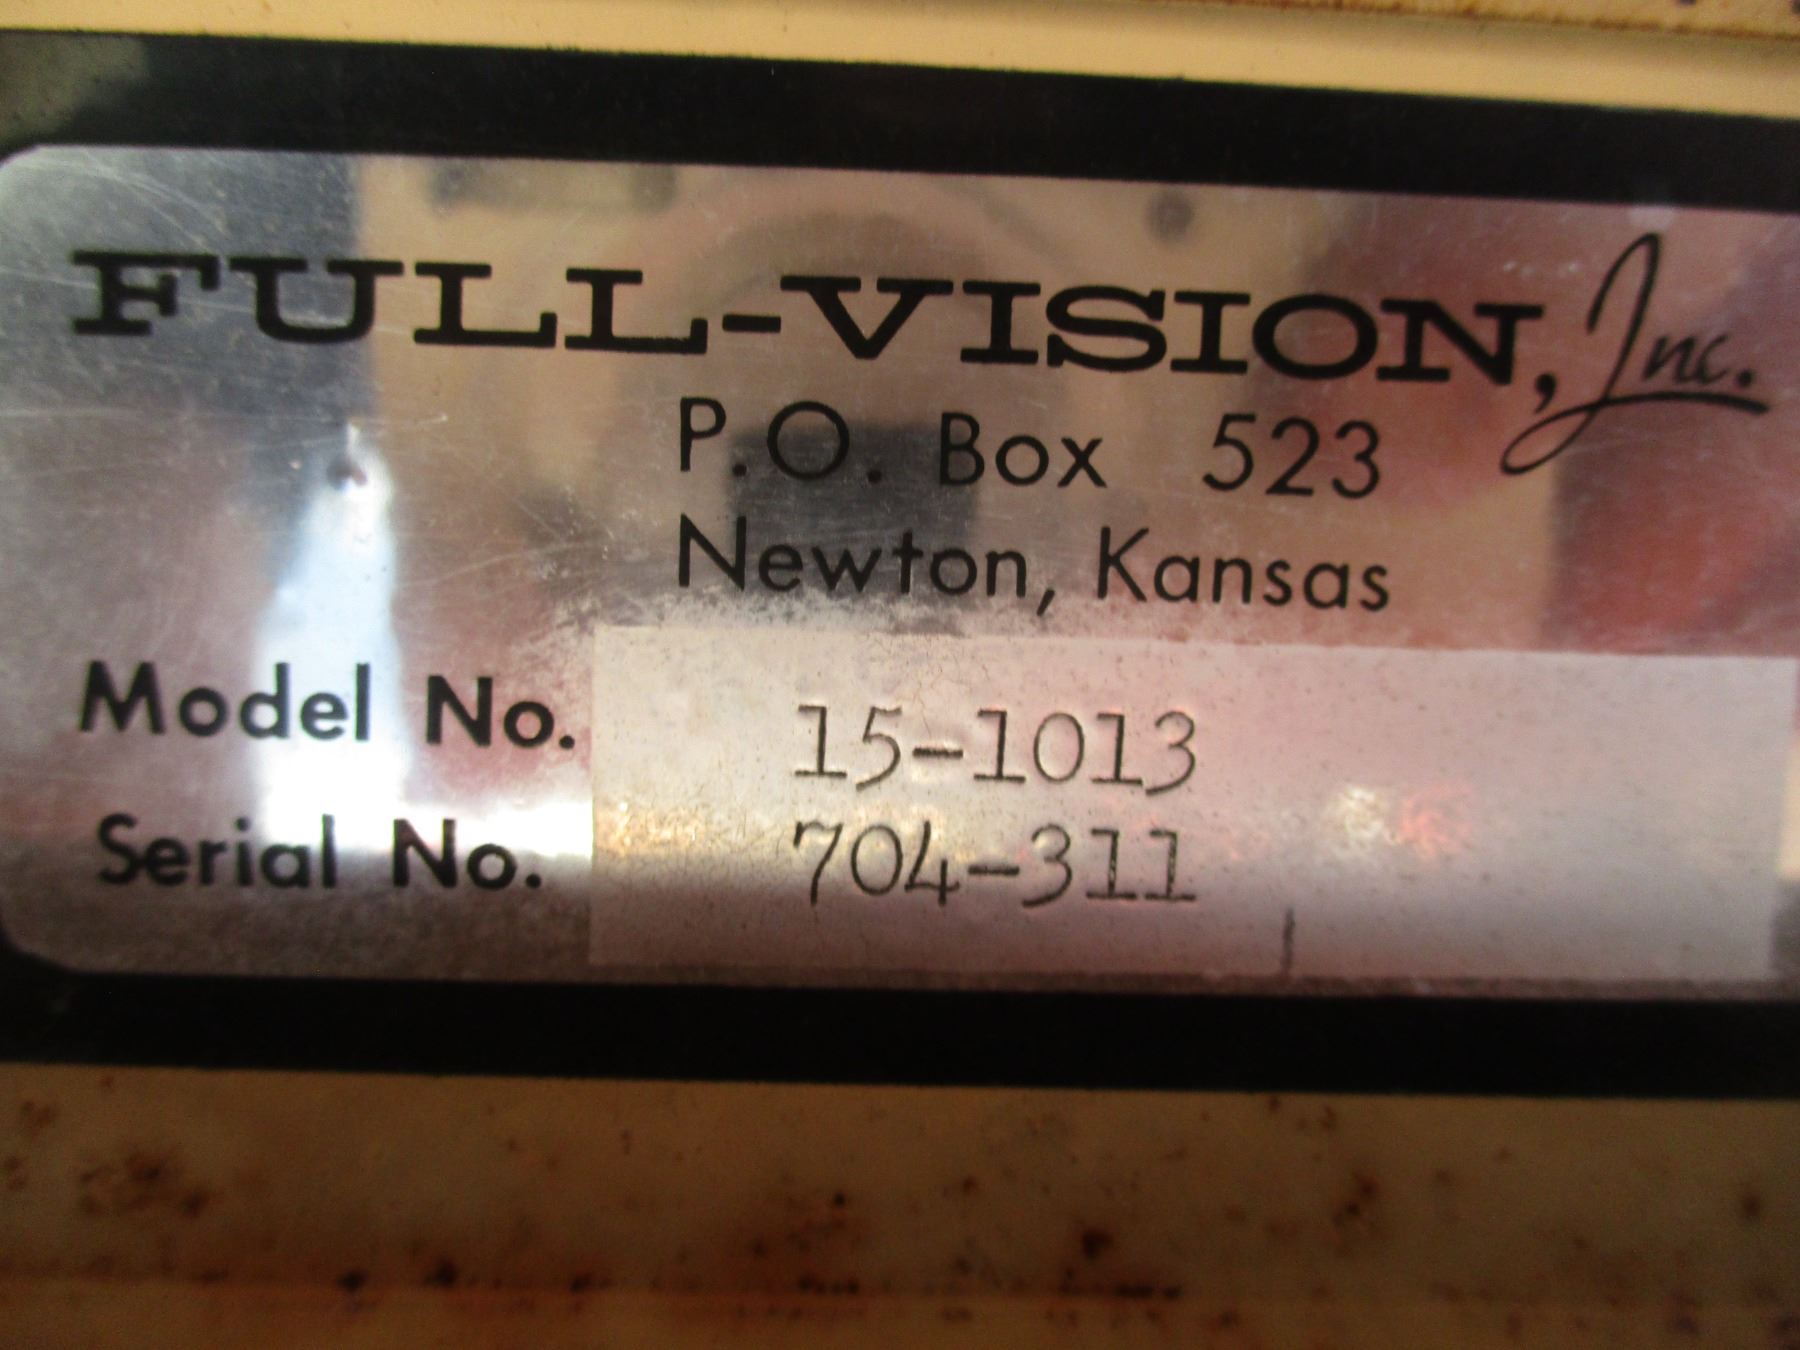 FULL-VISION, Inc.
P.O. Box 523
Newton, Kansas
Model No. 15-1013
Serial No. 704-311